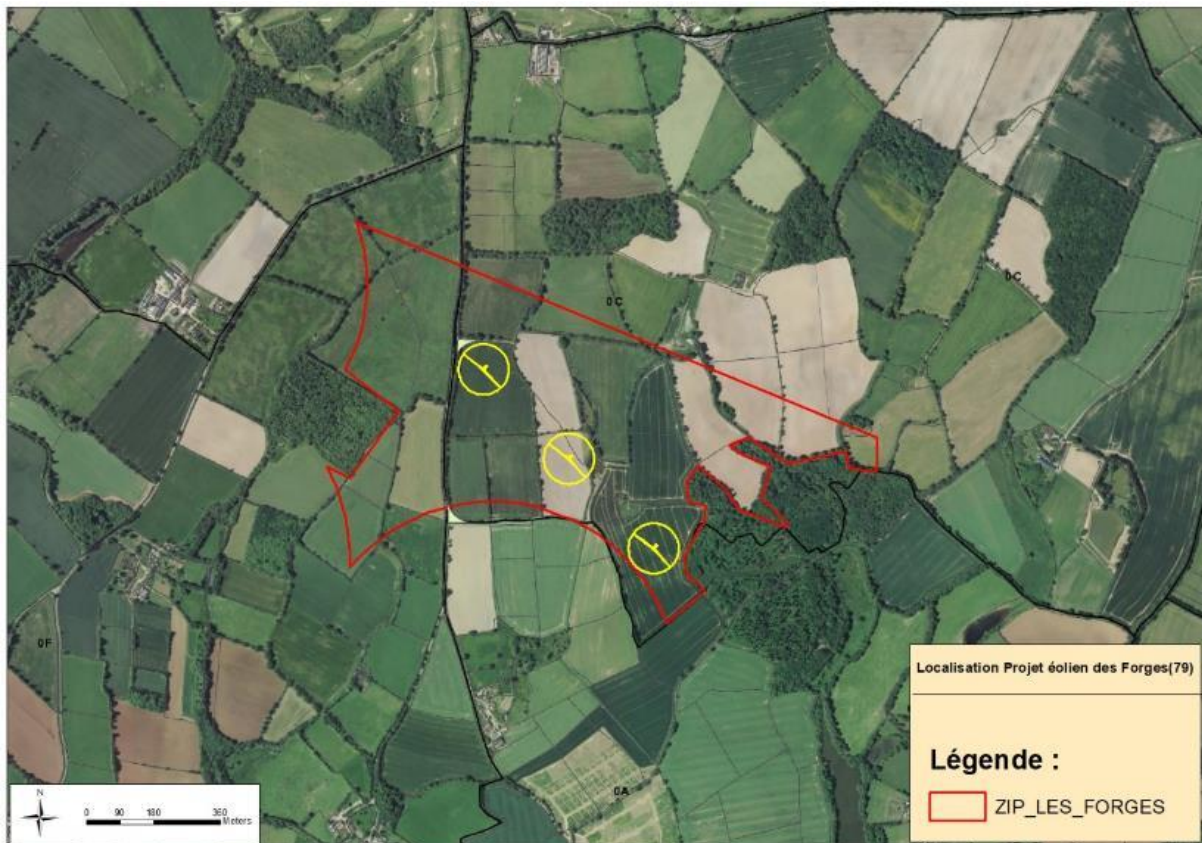 0C
0C
0F
0A
N
0 90 180 360
Meters
Localisation Projet éolien des Forges(79)
Légende :
ZIP_LES_FORGES